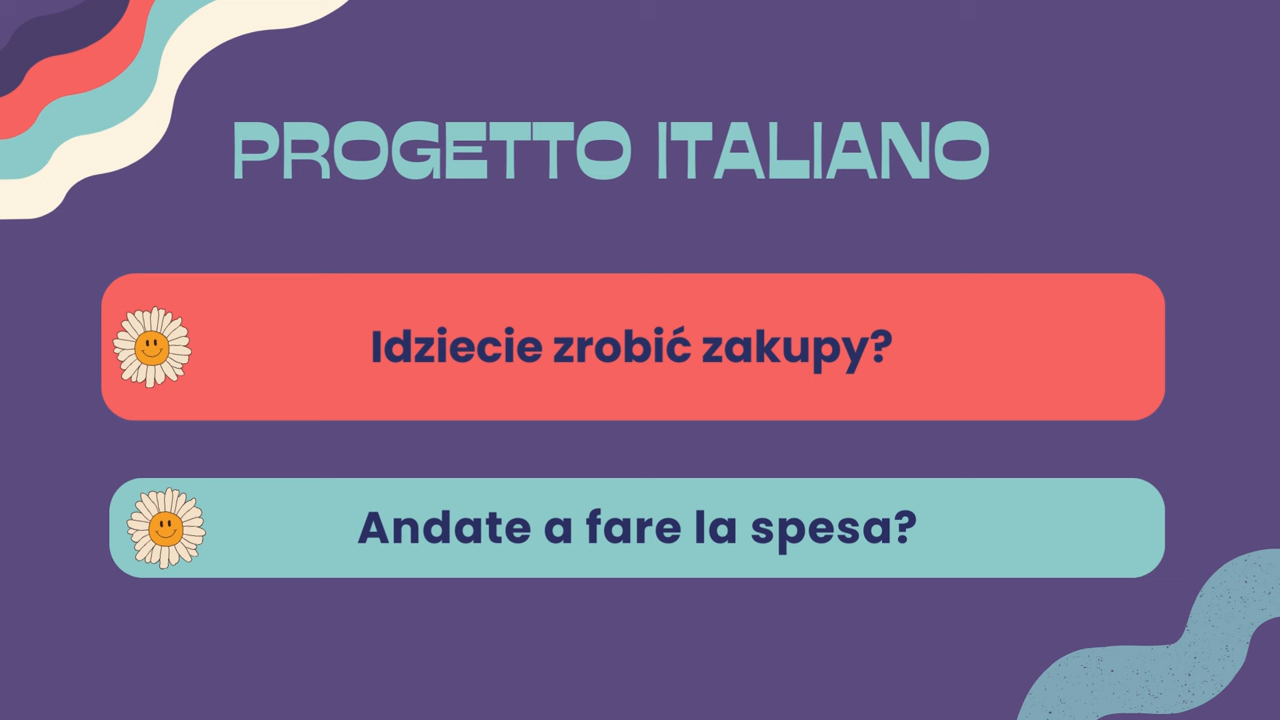 PROGETTO ITALIANO
Idziecie zrobić zakupy?
Andate a fare la spesa?